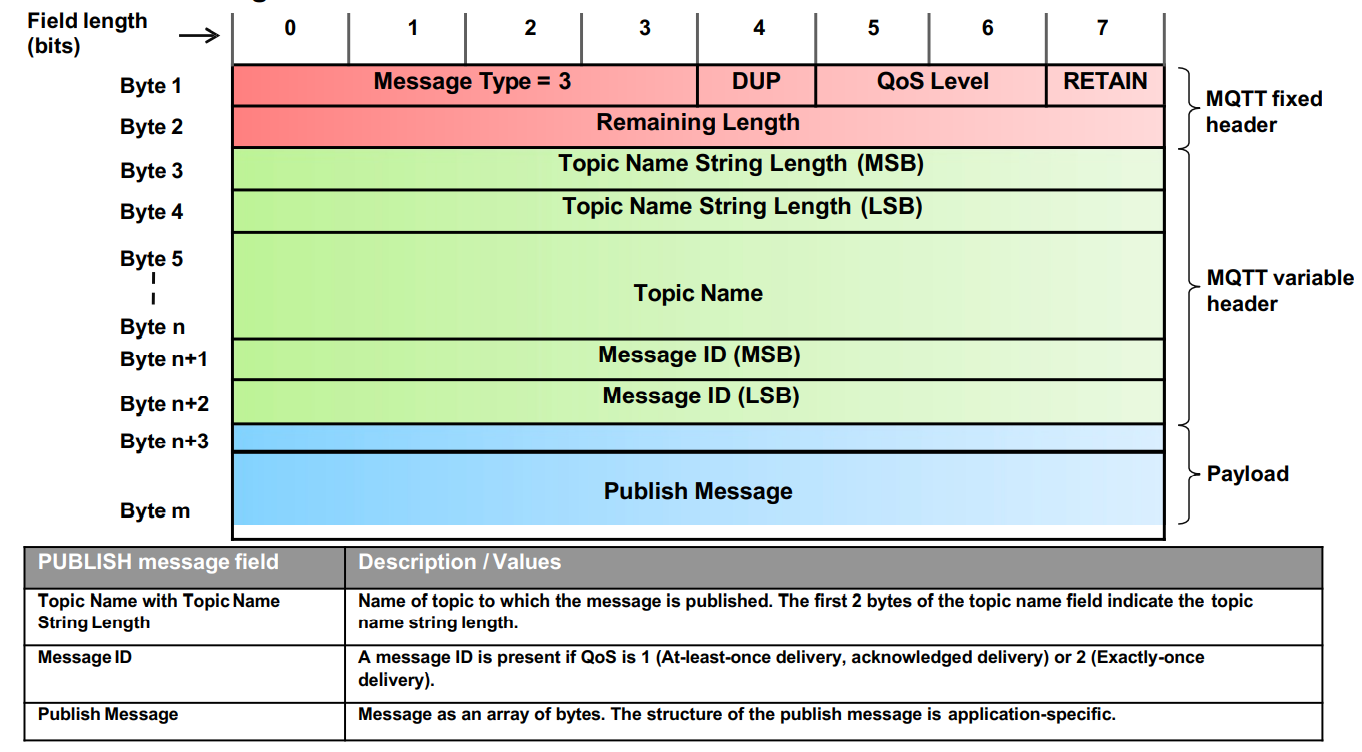 Field length
(bits)
0 1 2 3 4 5 6 7
Byte 1 Message Type = 3 DUP QoS Level RETAIN
MQTT fixed
header
Byte 2 Remaining Length
Byte 3 Topic Name String Length (MSB)
Byte 4 Topic Name String Length (LSB)
Byte 5
Topic Name
MQTT variable
header
Byte n
Byte n+1 Message ID (MSB)
Byte n+2 Message ID (LSB)
Byte n+3
Publish Message
Payload
Byte m
PUBLISH message field Description / Values
Topic Name with Topic Name
String Length
Name of topic to which the message is published. The first 2 bytes of the topic name field indicate the topic
name string length.
Message ID
A message ID is present if QoS is 1 (At-least-once delivery, acknowledged delivery) or 2 (Exactly-once
delivery).
Publish Message
Message as an array of bytes. The structure of the publish message is application-specific.